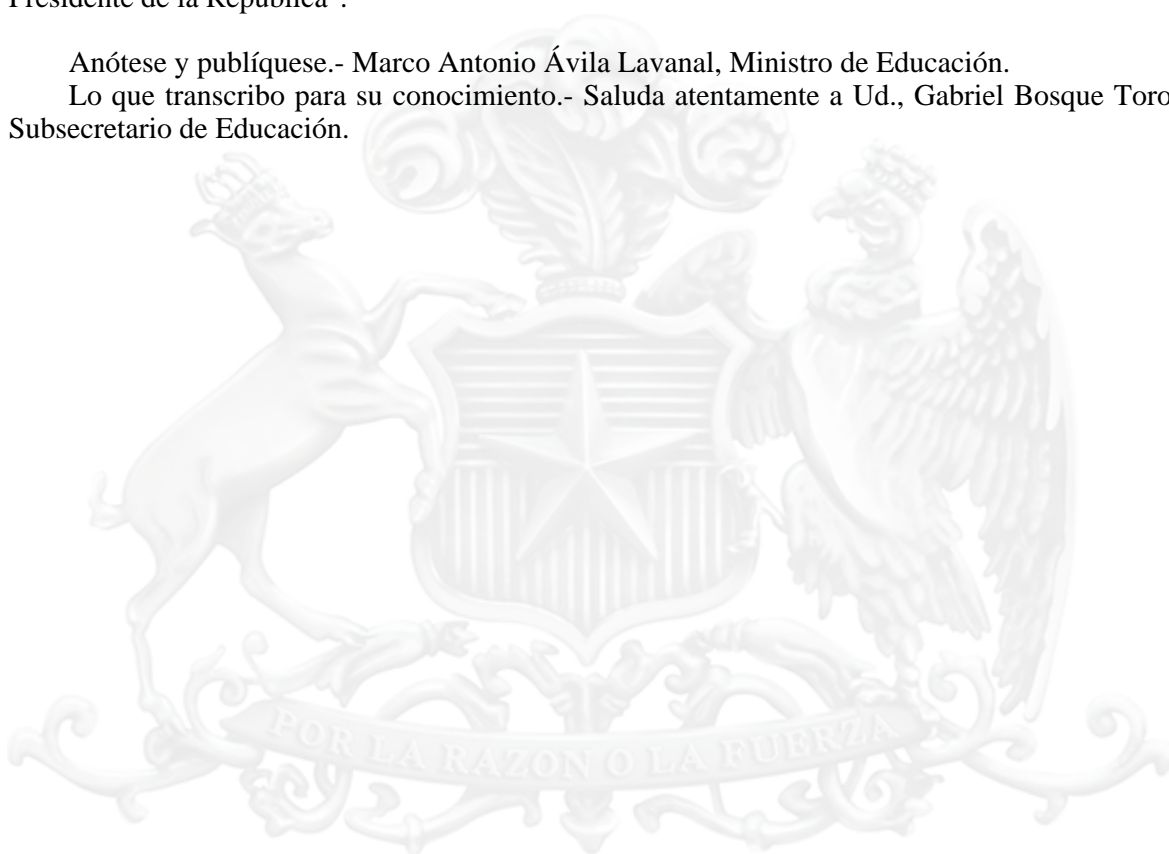 Presidente de la República".
Anótese y publíquese.- Marco Antonio Ávila Lavanal, Ministro de Educación.
Lo que transcribo para su conocimiento.- Saluda atentamente a Ud., Gabriel Bosque Toro
Subsecretario de Educación.
POR LA RAZON O LA FUERZA